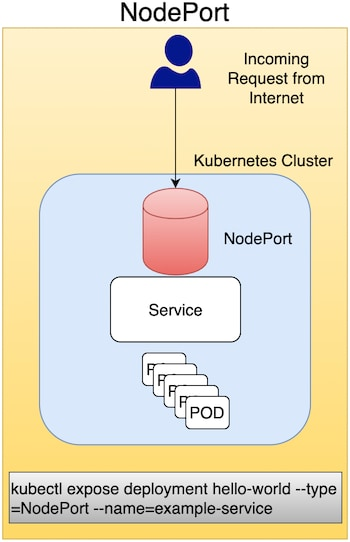 NodePort
Incoming
Request from
Internet
Kubernetes Cluster
NodePort
Service
POD
kubectl expose deployment hello-world --type
=NodePort --name=example-service